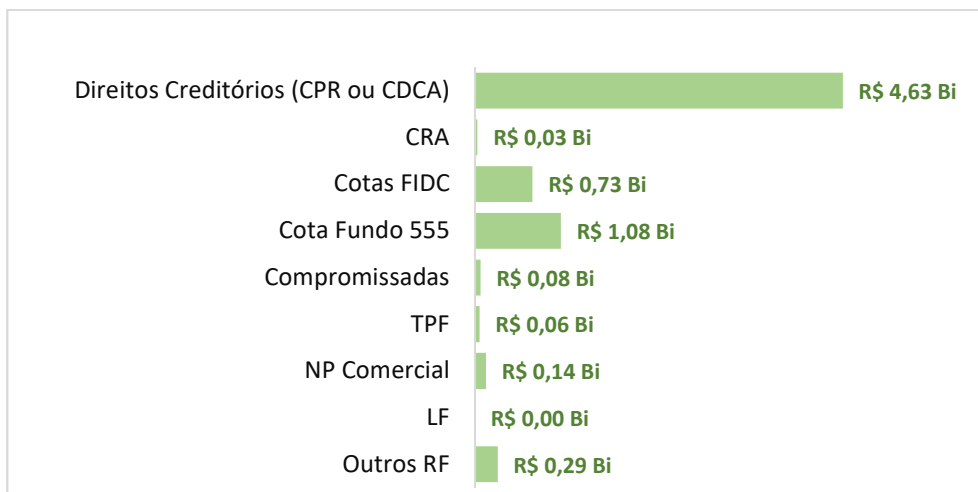 Direitos Creditórios (CPR ou CDCA) R$ 4,63 Bi
CRA R$ 0,03 Bi
Cotas FIDC R$ 0,73 Bi
Cota Fundo 555 R$ 1,08 Bi
Compromissadas R$ 0,08 Bi
TPF R$ 0,06 Bi
NP Comercial R$ 0,14 Bi
LF R$ 0,00 Bi
Outros RF R$ 0,29 Bi